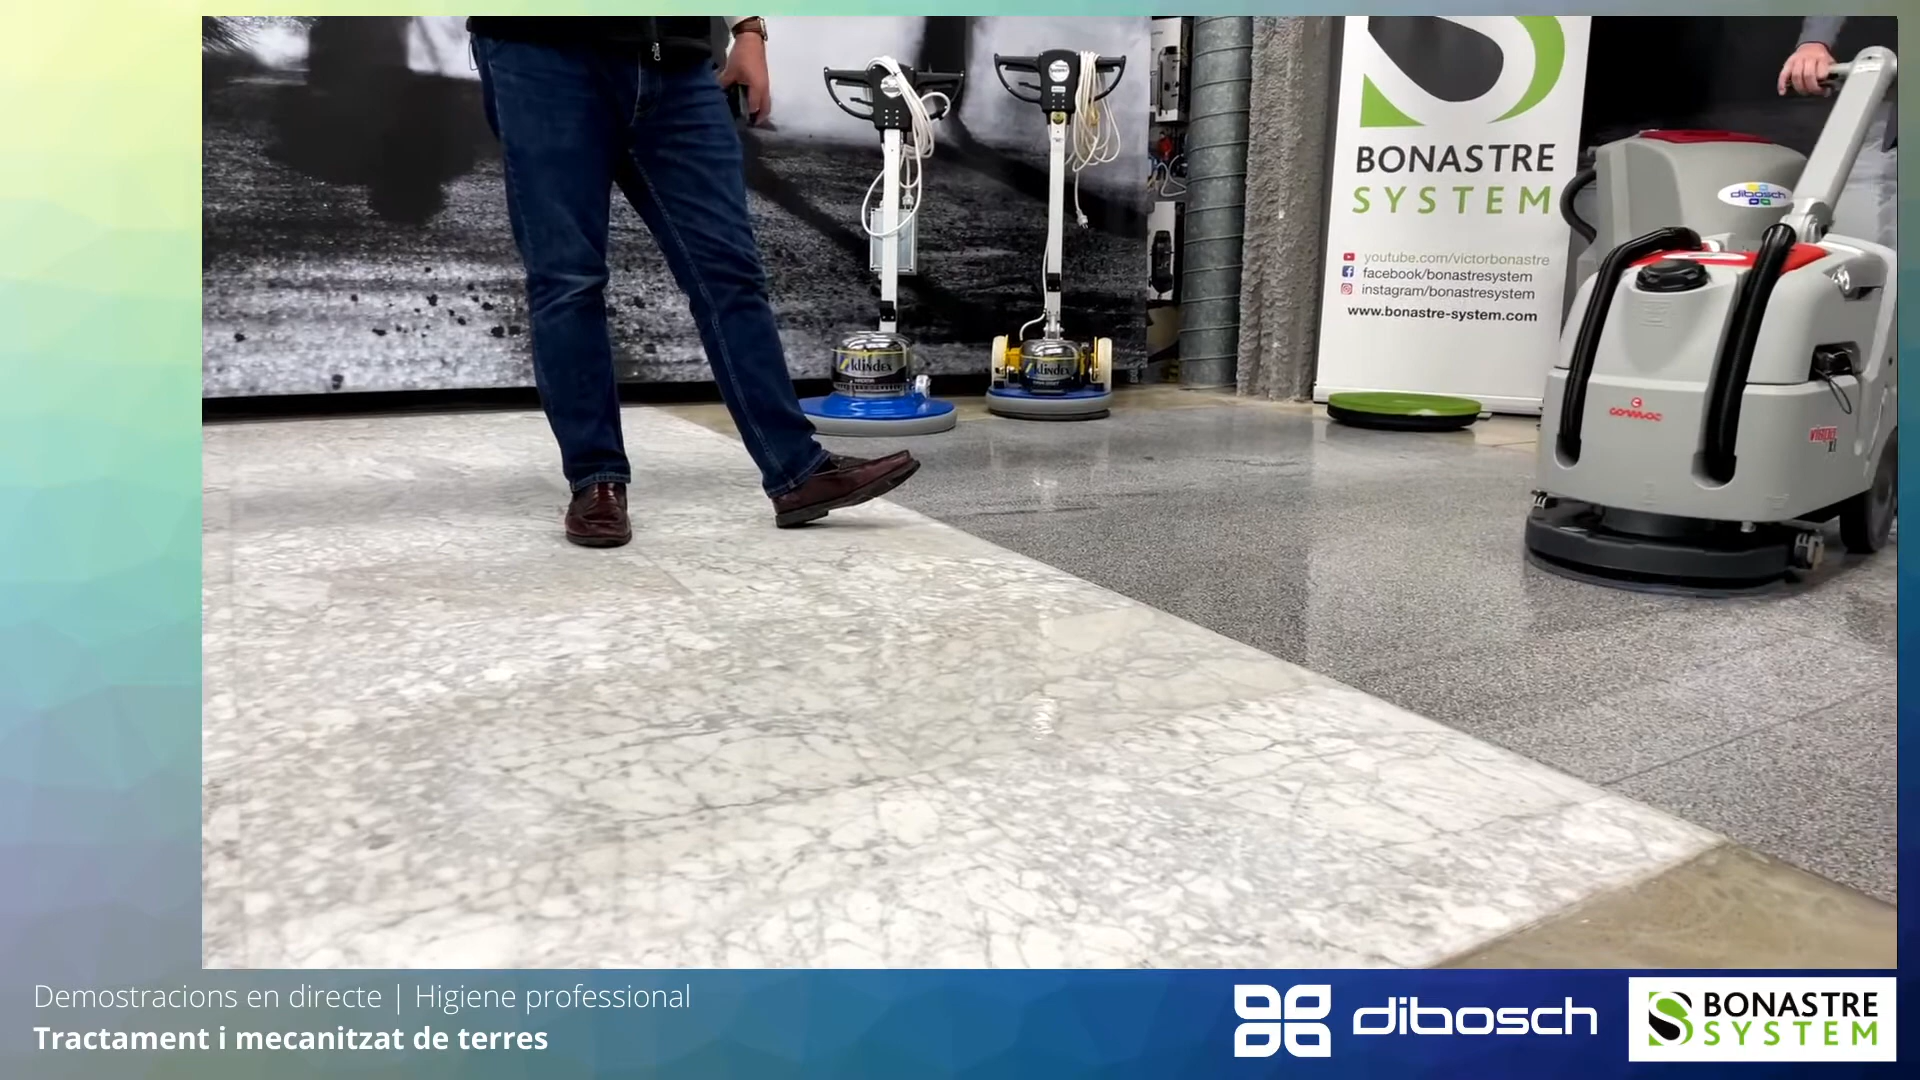 BONASTRE
SYSTEM
youtube.com/victorbonastre
facebook/bonastresystem
instagram/bonastresystem
www.bonastre-system.com
dibosch
klindex
klindex
comac
Demostracions en directe | Higiene professional
Tractament i mecanitzat de terres
dibosch
BONASTRE
SYSTEM